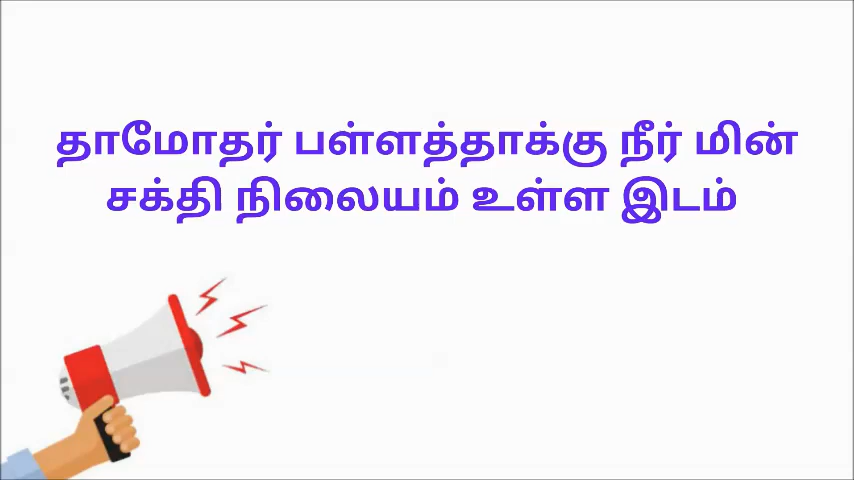 தாமோதர் பள்ளத்தாக்கு நீர் மின்
சக்தி நிலையம் உள்ள இடம்